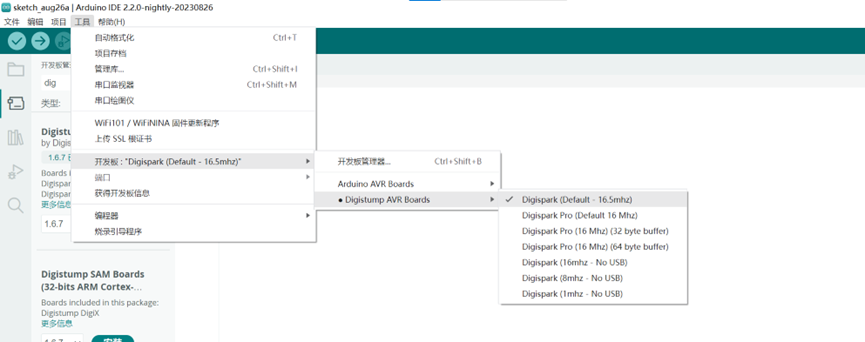 sketch_aug26a | Arduino IDE 2.2.0-nightly-20230826
文件 编辑 项目 工具 帮助(H)
自动格式化 Ctrl+T
项目存档
管理库... Ctrl+Shift+I
串口监视器 Ctrl+Shift+M
串口绘图仪
WiFi101 / WiFiNINA 固件更新程序
上传 SSL 根证书
开发板 : "Digispark (Default - 16.5mhz)"
端口
获得开发板信息
编程器
烧录引导程序
开发板管理器... Ctrl+Shift+B
Arduino AVR Boards
● Digistump AVR Boards
✓ Digispark (Default - 16.5mhz)
Digispark Pro (Default 16 Mhz)
Digispark Pro (16 Mhz) (32 byte buffer)
Digispark Pro (16 Mhz) (64 byte buffer)
Digispark (16mhz - No USB)
Digispark (8mhz - No USB)
Digispark (1mhz - No USB)
开发板管
dig
类型:
Digistu
by Digis
1.6.7
Boards i
Digispar
Digispar
更多信息
1.6.7
Digistump SAM Boards
(32-bits ARM Cortex-...
Boards included in this package:
Digistump DigiX
更多信息
1.6.7 安装